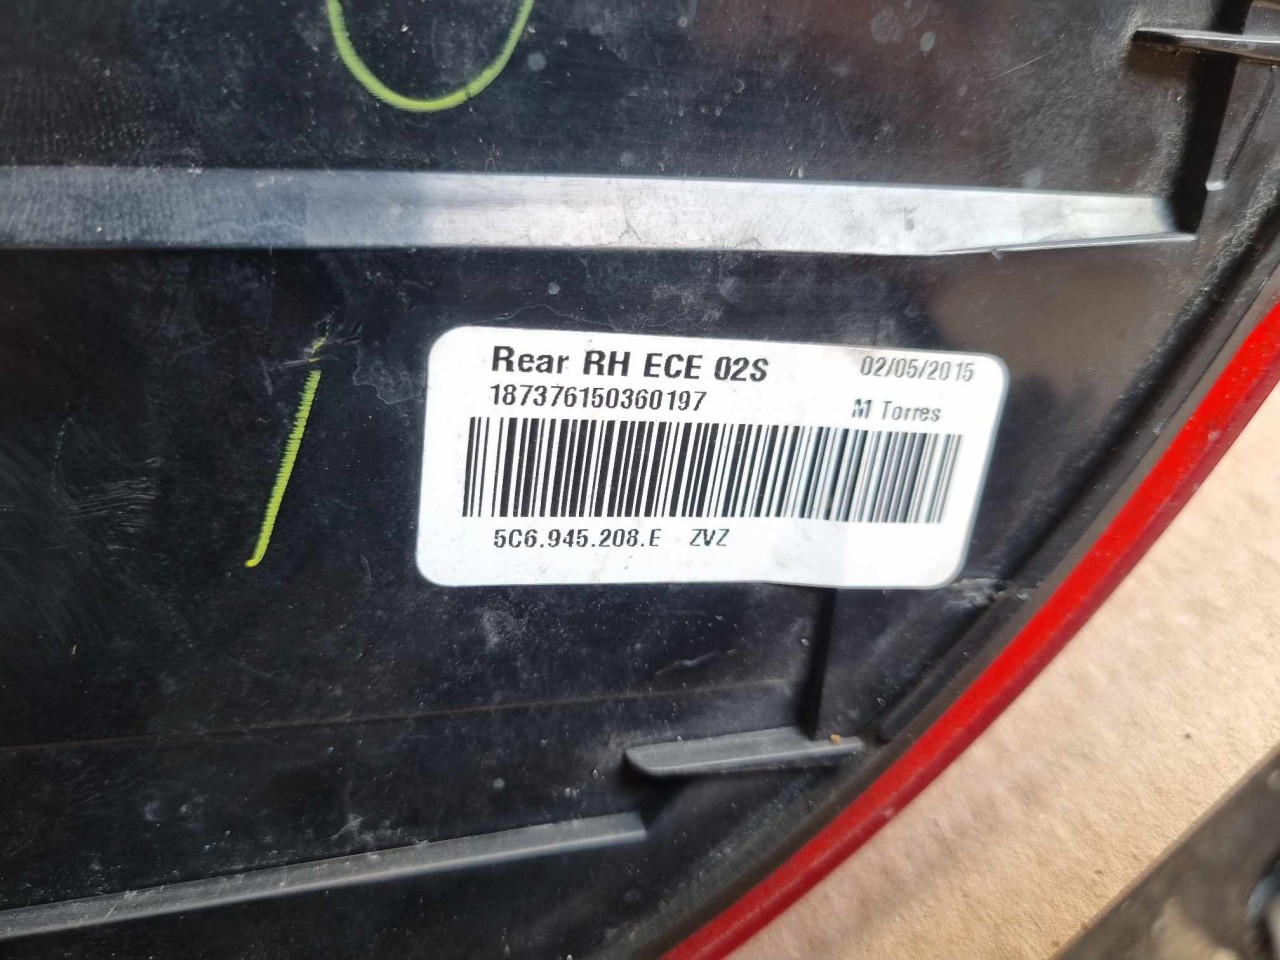 Rear RH ECE 02S 02/05/2015
187376150360197 M Torres
5C6.945.208.E ZVZ